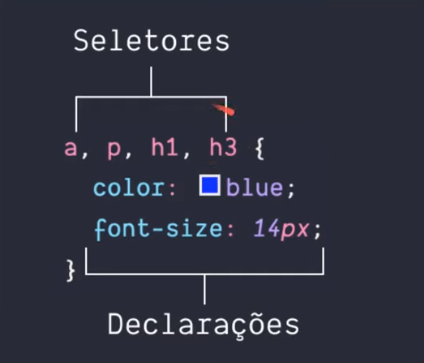 Seletores
a, p, h1, h3 {
color: blue;
font-size: 14px;
}
Declarações